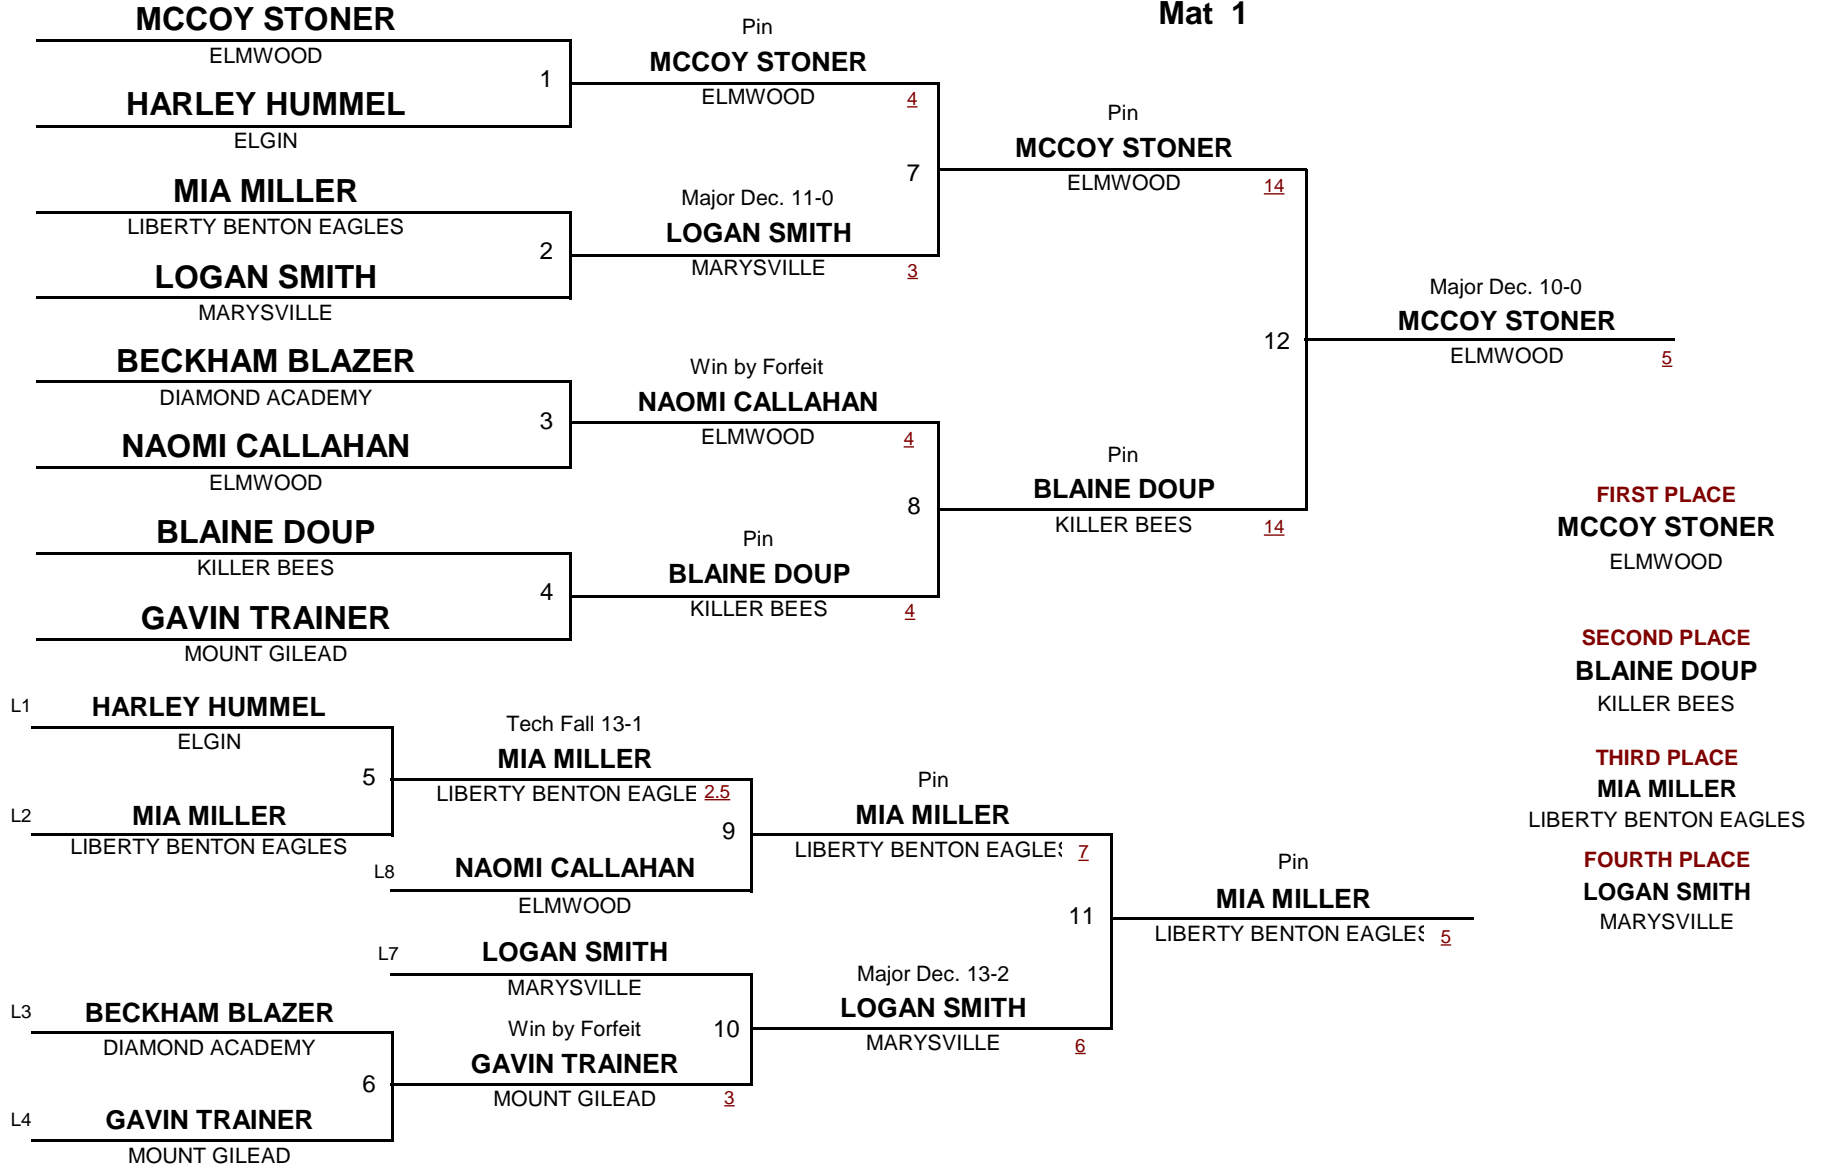 Mat 1
MCCOY STONER
ELMWOOD
1
HARLEY HUMMEL
ELGIN
MIA MILLER
LIBERTY BENTON EAGLES
2
LOGAN SMITH
MARYSVILLE
BECKHAM BLAZER
DIAMOND ACADEMY
3
NAOMI CALLAHAN
ELMWOOD
BLAINE DOUP
KILLER BEES
4
GAVIN TRAINER
MOUNT GILEAD
Pin
MCCOY STONER
ELMWOOD 4
7
Major Dec. 11-0
LOGAN SMITH
MARYSVILLE 3
Win by Forfeit
NAOMI CALLAHAN
ELMWOOD 4
8
Pin
BLAINE DOUP
KILLER BEES 4
Pin
MCCOY STONER
ELMWOOD 14
12
Pin
BLAINE DOUP
KILLER BEES 14
Major Dec. 10-0
MCCOY STONER
ELMWOOD 5
FIRST PLACE
MCCOY STONER
ELMWOOD
SECOND PLACE
BLAINE DOUP
KILLER BEES
THIRD PLACE
MIA MILLER
LIBERTY BENTON EAGLES
FOURTH PLACE
LOGAN SMITH
MARYSVILLE
L1 HARLEY HUMMEL
ELGIN
5
L2 MIA MILLER
LIBERTY BENTON EAGLES
L3 BECKHAM BLAZER
DIAMOND ACADEMY
6
L4 GAVIN TRAINER
MOUNT GILEAD
Tech Fall 13-1
MIA MILLER
LIBERTY BENTON EAGLE 2.5
9
L8 NAOMI CALLAHAN
ELMWOOD
L7 LOGAN SMITH
MARYSVILLE
Win by Forfeit 10
GAVIN TRAINER
MOUNT GILEAD 3
Pin
MIA MILLER
LIBERTY BENTON EAGLES 7
11
Major Dec. 13-2
LOGAN SMITH
MARYSVILLE 6
Pin
MIA MILLER
LIBERTY BENTON EAGLES 5